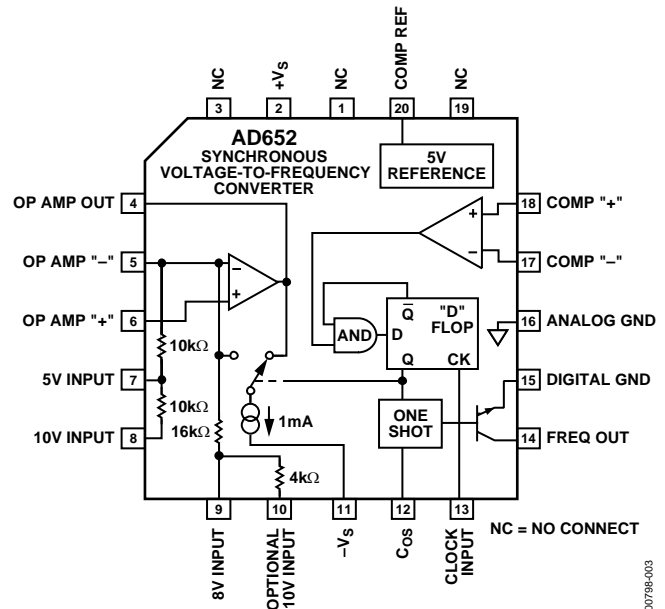 NC
+VS
NC
COMP REF
NC
3
2
1
20
19
AD652
SYNCHRONOUS
VOLTAGE-TO-FREQUENCY
CONVERTER
5V
REFERENCE
OP AMP OUT 4
18 COMP "+"
+
–
OP AMP "–" 5
–
+
17 COMP "–"
OP AMP "+" 6
Q
"D"
FLOP
16 ANALOG GND
AND
D
10kΩ
Q
CK
5V INPUT 7
15 DIGITAL GND
10kΩ
16kΩ
1mA
ONE
SHOT
10V INPUT 8
14 FREQ OUT
4kΩ
9
10
11
12
13
NC = NO CONNECT
8V INPUT
OPTIONAL
10V INPUT
–VS
COS
CLOCK
INPUT
00798-003